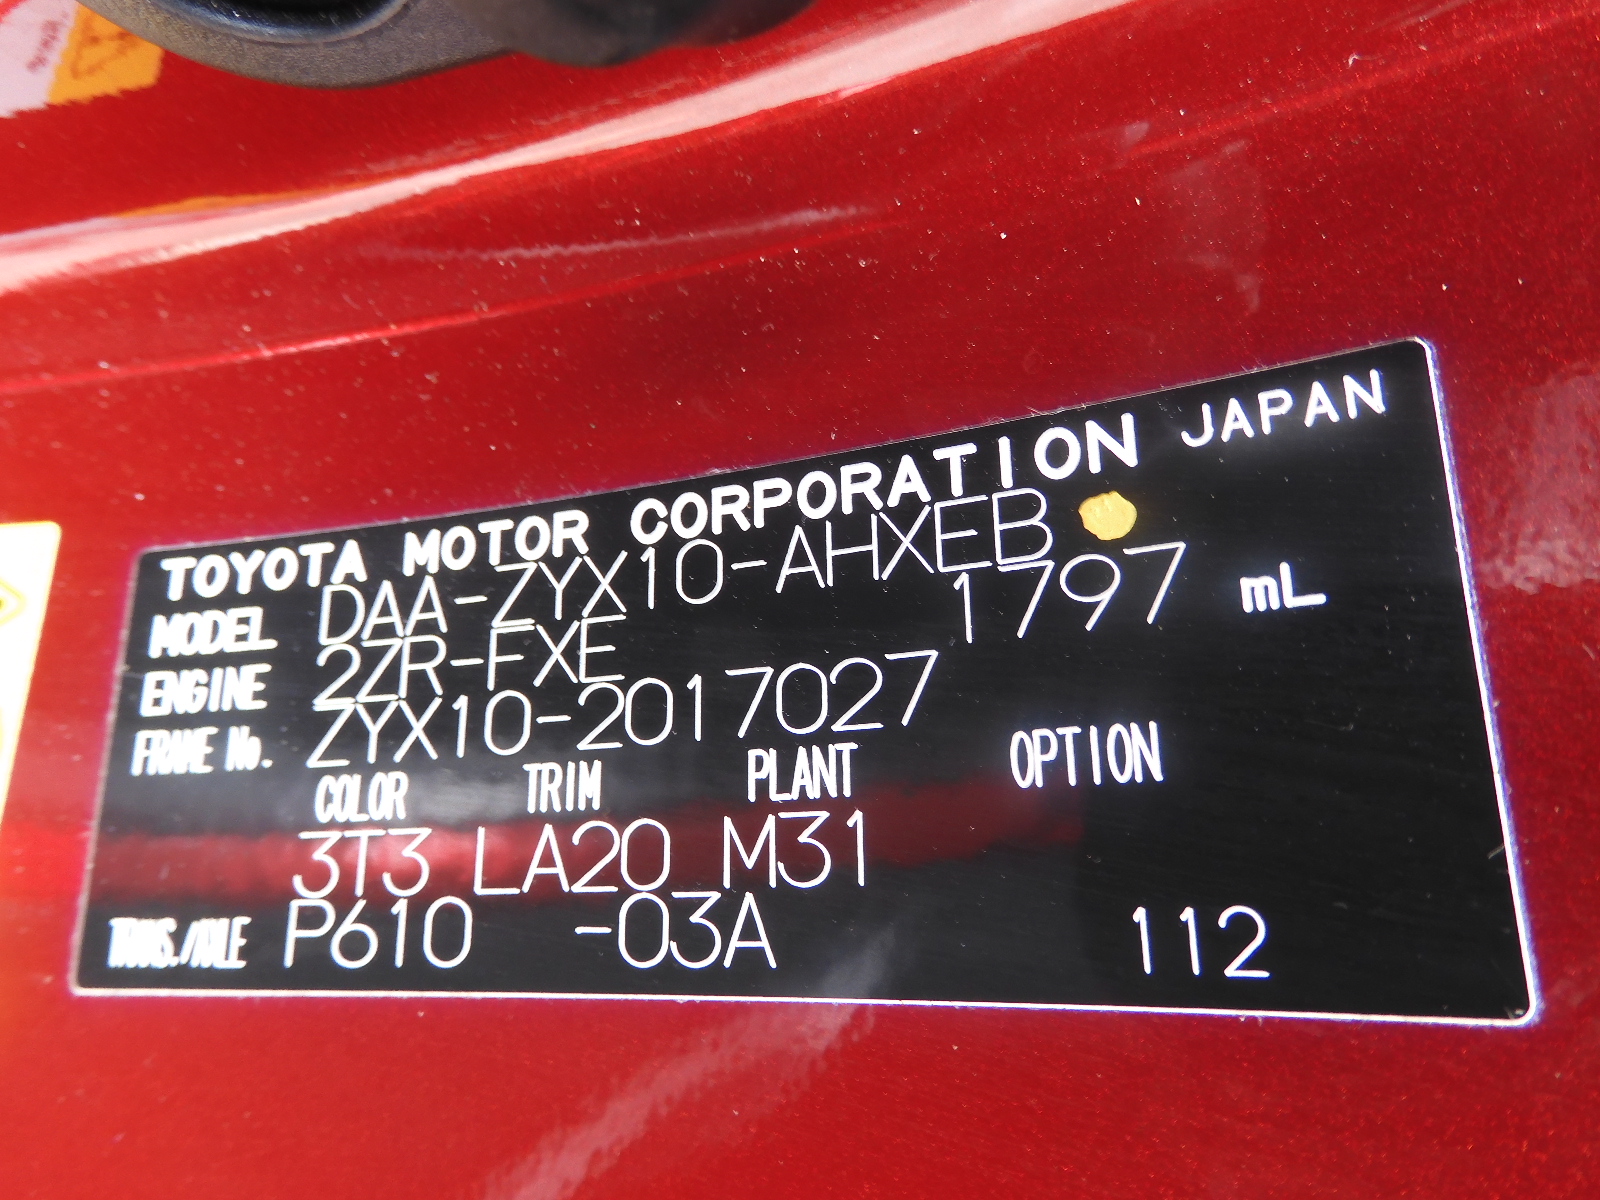 TOYOTA MOTOR CORPORATION JAPAN
MODEL DAA-ZYX10-AHXEB
ENGINE 2ZR-FXE 1797 mL
FRAME No. ZYX10-2017027
COLOR TRIM PLANT OPTION
3T3 LA20 M31
TRANS./AXLE P610 -03A 112